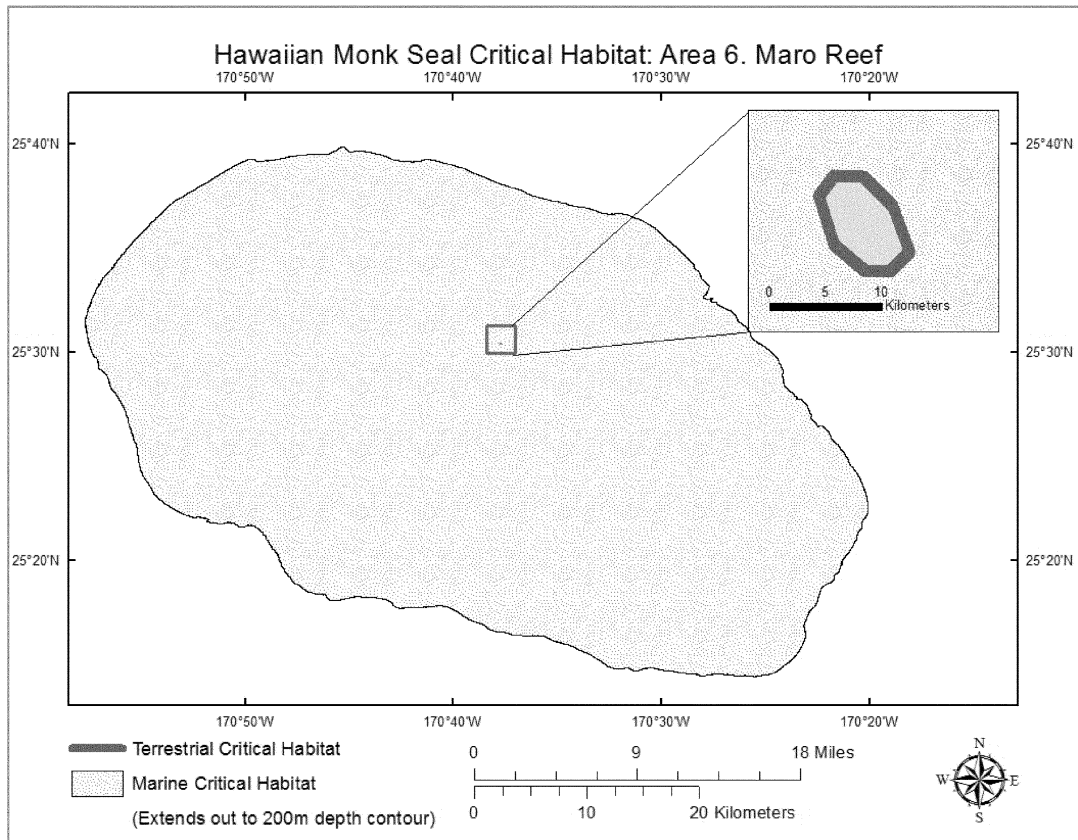 Hawaiian Monk Seal Critical Habitat: Area 6. Maro Reef
170°50'W 170°40'W 170°30'W 170°20'W
25°40'N 25°40'N
0 5 10
Kilometers
25°30'N 25°30'N
25°20'N 25°20'N
170°50'W 170°40'W 170°30'W 170°20'W
Terrestrial Critical Habitat
Marine Critical Habitat
(Extends out to 200m depth contour)
0 9 18 Miles
0 10 20 Kilometers
N
W E
S